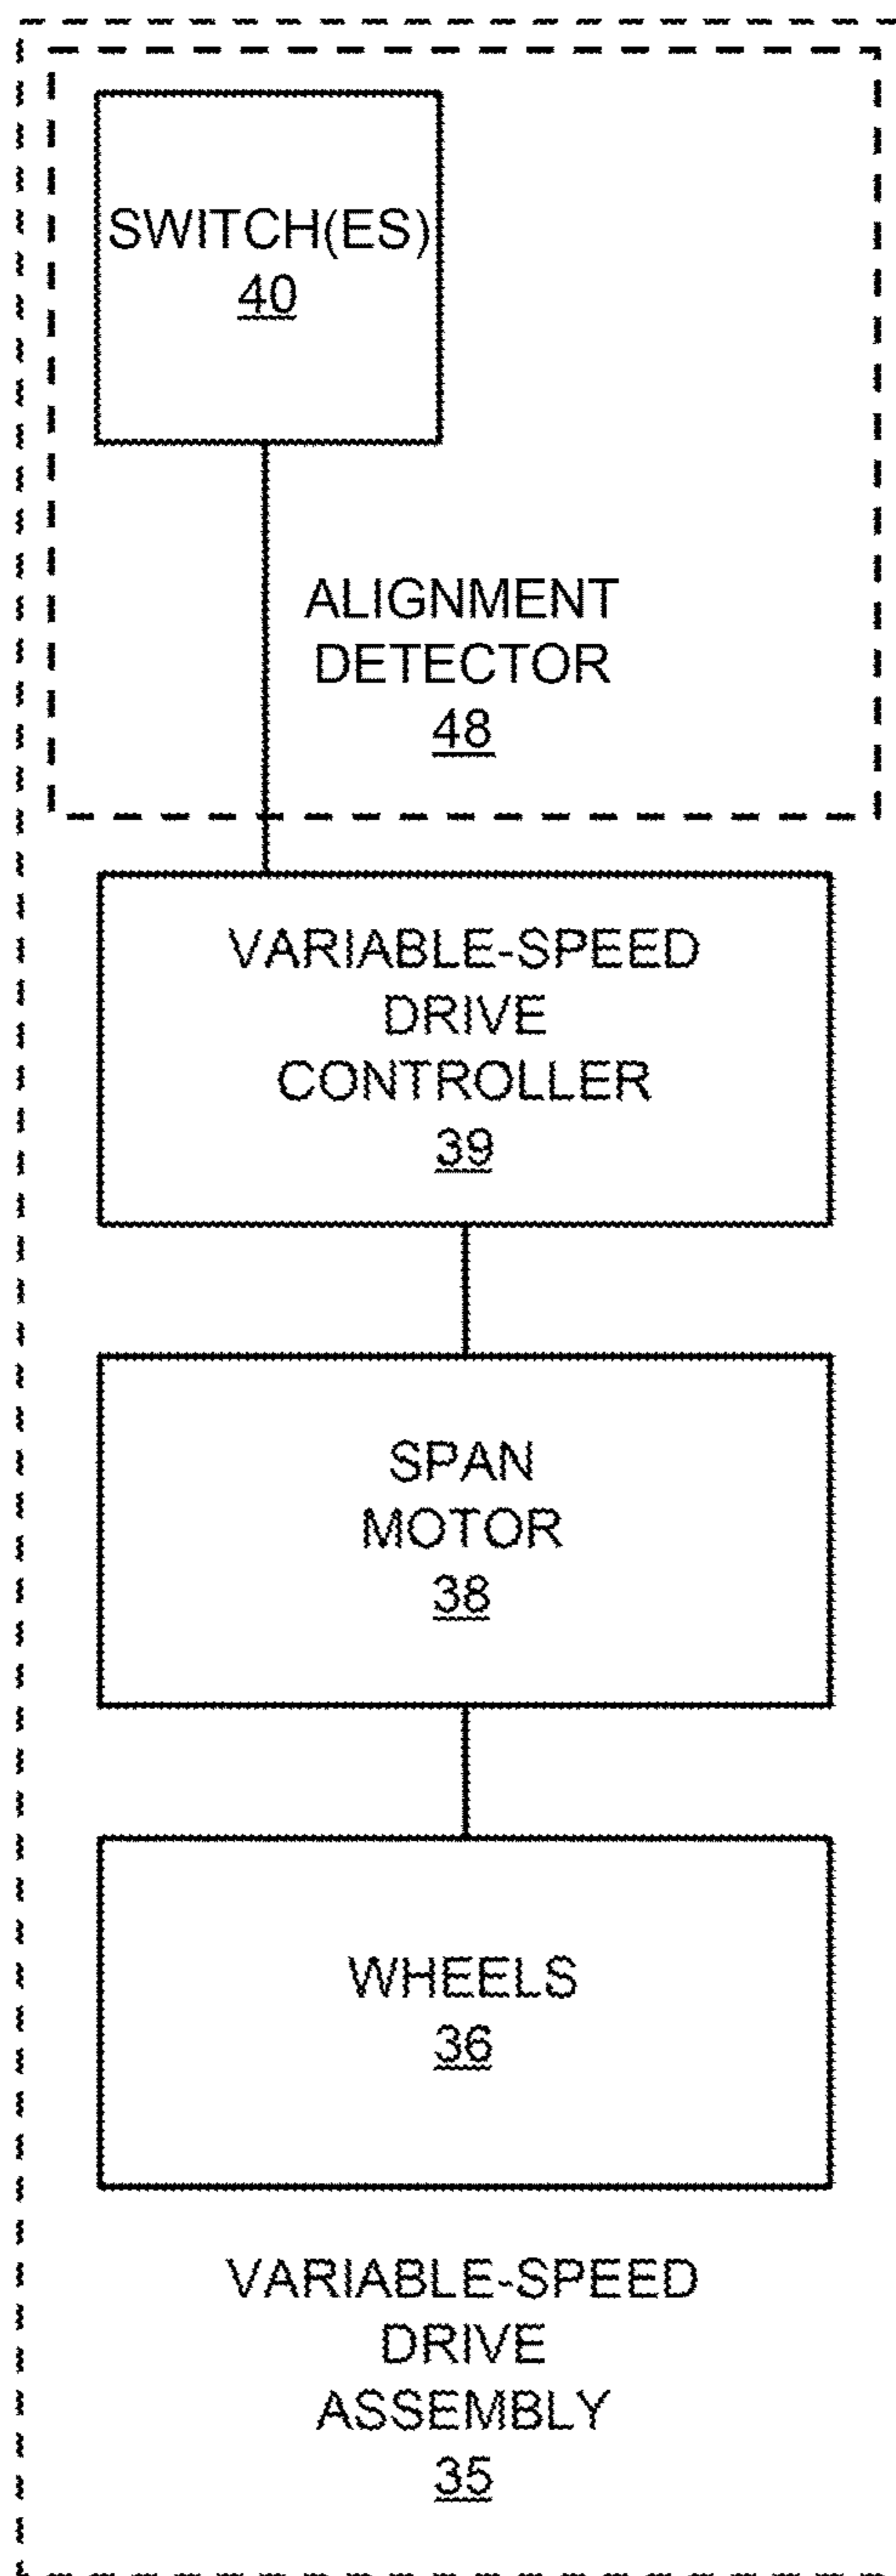 SWITCH(ES)
40
ALIGNMENT
DETECTOR
48
VARIABLE-SPEED
DRIVE
CONTROLLER
39
SPAN
MOTOR
38
WHEELS
36
VARIABLE-SPEED
DRIVE
ASSEMBLY
35